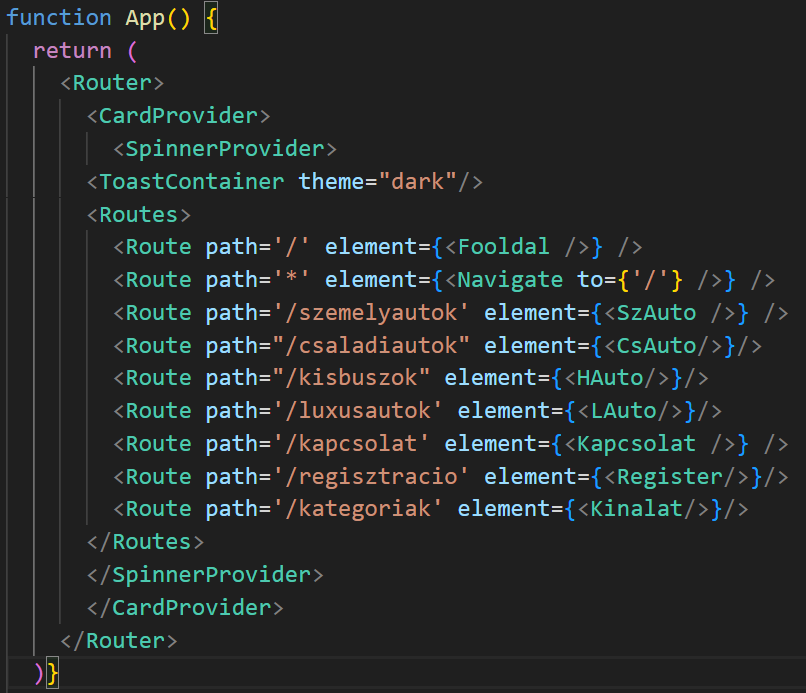 function App() {
  return (
    <Router>
      <CardProvider>
        <SpinnerProvider>
      <ToastContainer theme="dark"/>
      <Routes>
        <Route path='/' element={<Fooldal />} />
        <Route path='*' element={<Navigate to={'/'} />} />
        <Route path='/szemelyautok' element={<SzAuto />} />
        <Route path="/csaladiautok" element={<CsAuto/>}/>
        <Route path="/kisbuszok" element={<HAuto/>}/>
        <Route path='/luxusautok' element={<LAuto/>}/>
        <Route path='/kapcsolat' element={<Kapcsolat />} />
        <Route path='/regisztracio' element={<Register/>}/>
        <Route path='/kategoriak' element={<Kinalat/>}/>
      </Routes>
      </SpinnerProvider>
      </CardProvider>
    </Router>
  )}